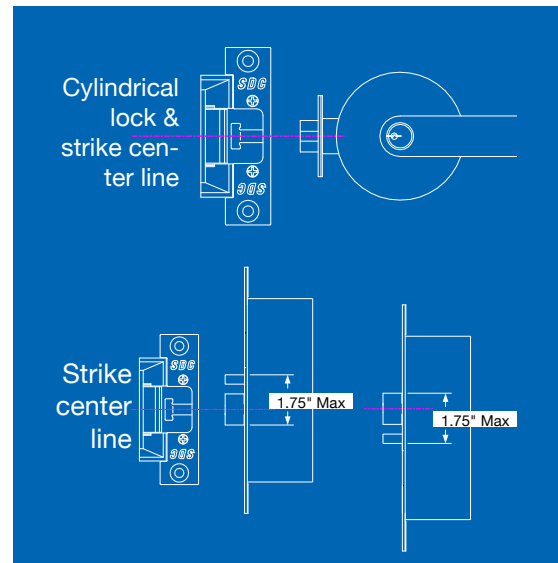 Cylindrical
lock &
strike cen-
ter line
SDC
SDC
Strike
center
line
SDC
SDC
1.75" Max
1.75" Max